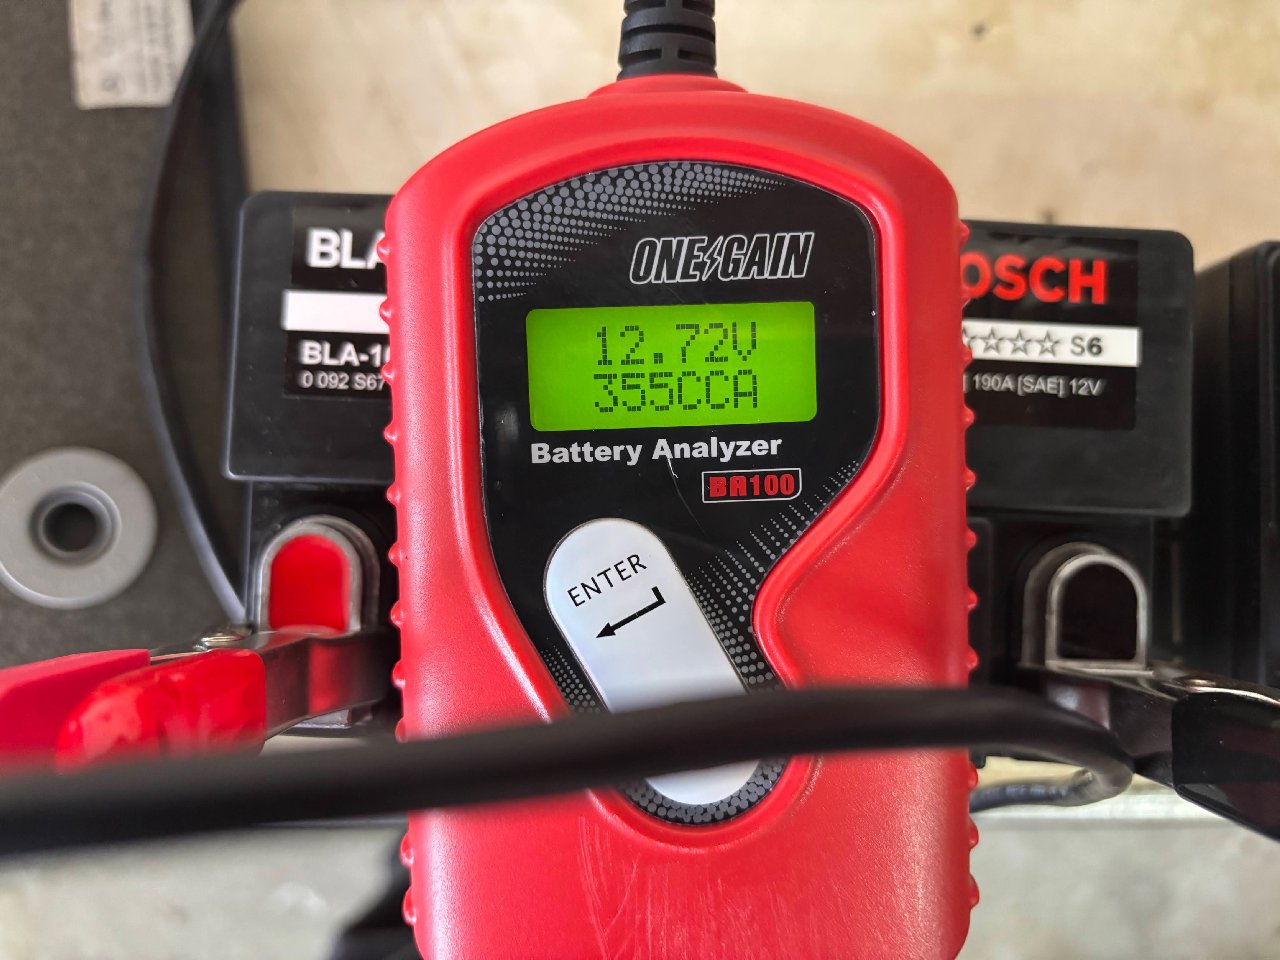 BLA
BLA-1
0 092 S67
ONE GAIN
12.72V
355CCA
Battery Analyzer
BA100
ENTER
OSCH
S6
190A [SAE] 12V